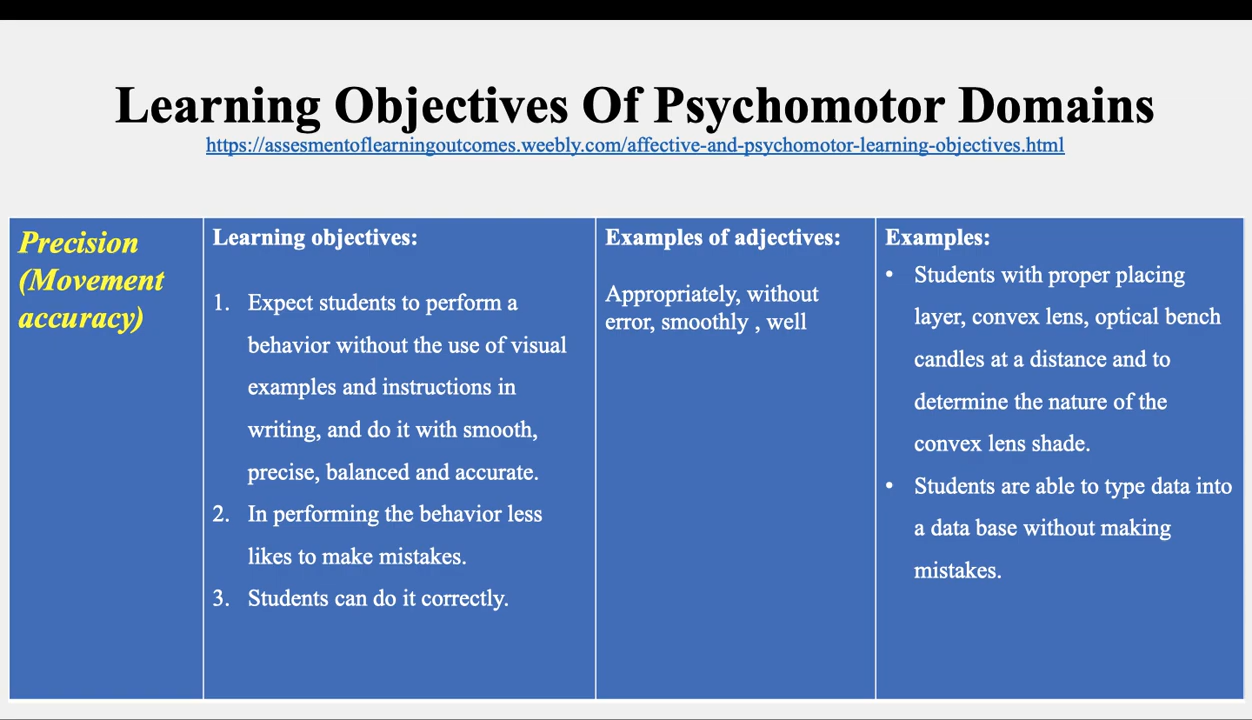 Learning Objectives Of Psychomotor Domains
https://assesmentoflearningoutcomes.weebly.com/affective-and-psychomotor-learning-objectives.html
Precision
(Movement
accuracy)
Learning objectives:
1. Expect students to perform a
behavior without the use of visual
examples and instructions in
writing, and do it with smooth,
precise, balanced and accurate.
2. In performing the behavior less
likes to make mistakes.
3. Students can do it correctly.
Examples of adjectives:
Appropriately, without
error, smoothly , well
Examples:
• Students with proper placing
layer, convex lens, optical bench
candles at a distance and to
determine the nature of the
convex lens shade.
• Students are able to type data into
a data base without making
mistakes.